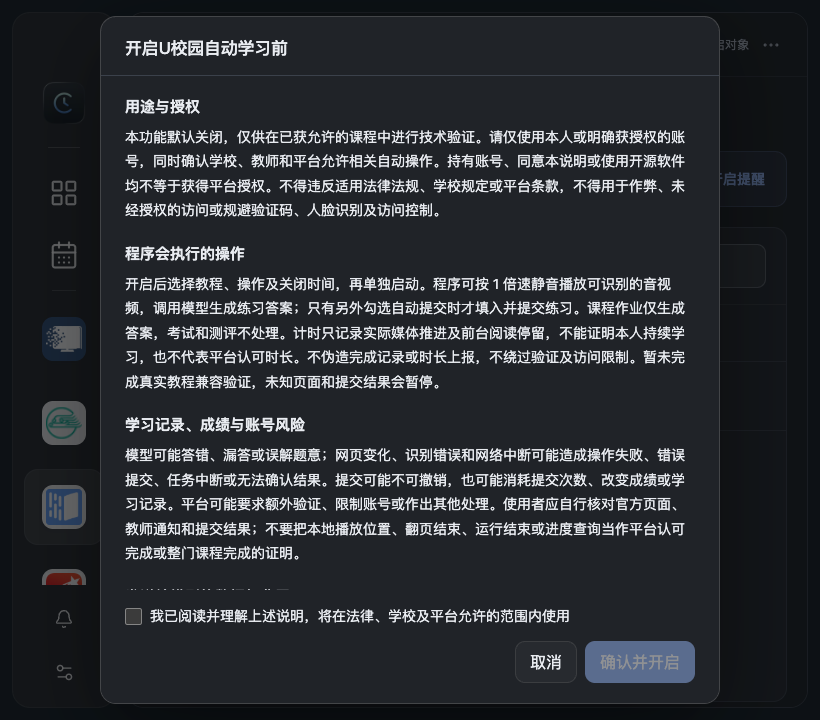 开启U校园自动学习前
对象
启提醒
用途与授权
本功能默认关闭，仅供在已获允许的课程中进行技术验证。请仅使用本人或明确获授权的账
号，同时确认学校、教师和平台允许相关自动操作。持有账号、同意本说明或使用开源软件
均不等于获得平台授权。不得违反适用法律法规、学校规定或平台条款，不得用于作弊、未
经授权的访问或规避验证码、人脸识别及访问控制。
程序会执行的操作
开启后选择教程、操作及关闭时间，再单独启动。程序可按 1 倍速静音播放可识别的音视
频，调用模型生成练习答案；只有另外勾选自动提交时才填入并提交练习。课程作业仅生成
答案，考试和测评不处理。计时只记录实际媒体推进及前台阅读停留，不能证明本人持续学
习，也不代表平台认可时长。不伪造完成记录或时长上报，不绕过验证及访问限制。暂未完
成真实教程兼容验证，未知页面和提交结果会暂停。
学习记录、成绩与账号风险
模型可能答错、漏答或误解题意；网页变化、识别错误和网络中断可能造成操作失败、错误
提交、任务中断或无法确认结果。提交可能不可撤销，也可能消耗提交次数、改变成绩或学
习记录。平台可能要求额外验证、限制账号或作出其他处理。使用者应自行核对官方页面、
教师通知和提交结果；不要把本地播放位置、翻页结束、运行结束或进度查询当作平台认可
完成或整门课程完成的证明。
我已阅读并理解上述说明，将在法律、学校及平台允许的范围内使用
取消
确认并开启